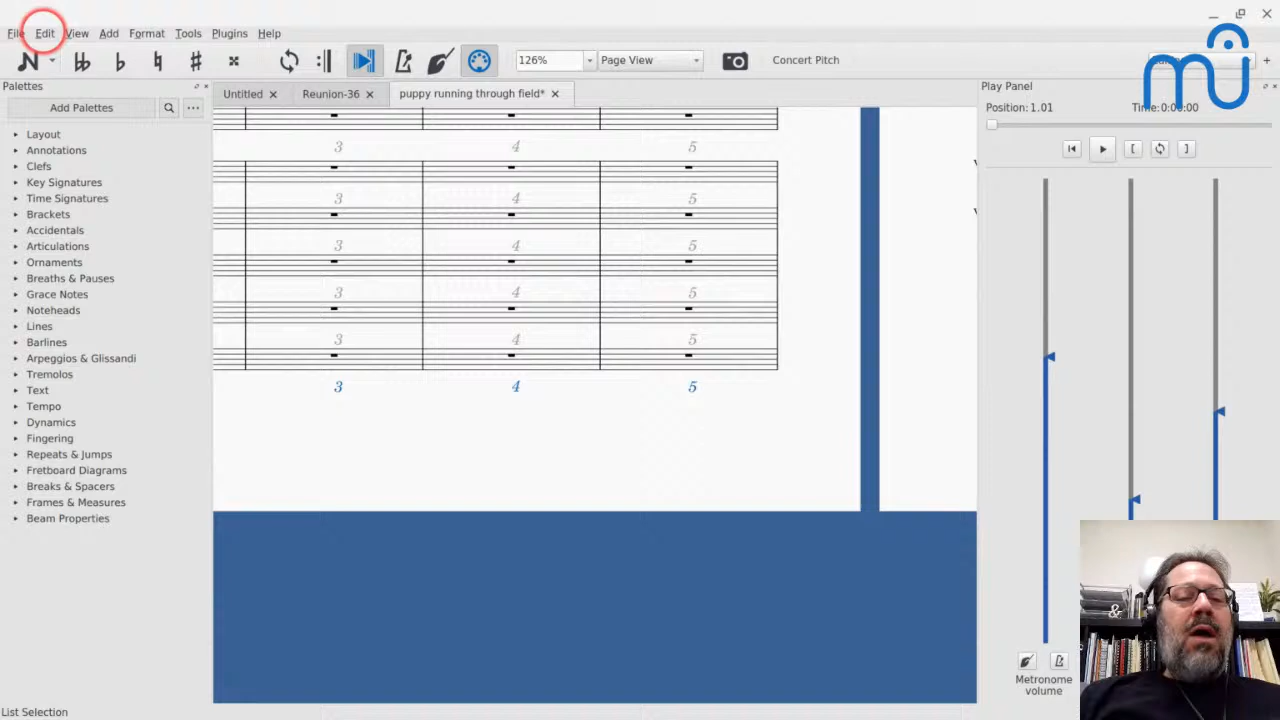 File Edit View Add Format Tools Plugins Help
126% Page View Concert Pitch
Palettes
Add Palettes
Untitled
Reunion-36
puppy running through field*
Play Panel
Position: 1.01 Time: 0:00:00
Layout
Annotations
Clefs
Key Signatures
Time Signatures
Brackets
Accidentals
Articulations
Ornaments
Breaths & Pauses
Grace Notes
Noteheads
Lines
Barlines
Arpeggios & Glissandi
Tremolos
Text
Tempo
Dynamics
Fingering
Repeats & Jumps
Fretboard Diagrams
Breaks & Spacers
Frames & Measures
Beam Properties
3 4 5
3 4 5
3 4 5
3 4 5
3 4 5
3 4 5
Metronome
volume
List Selection